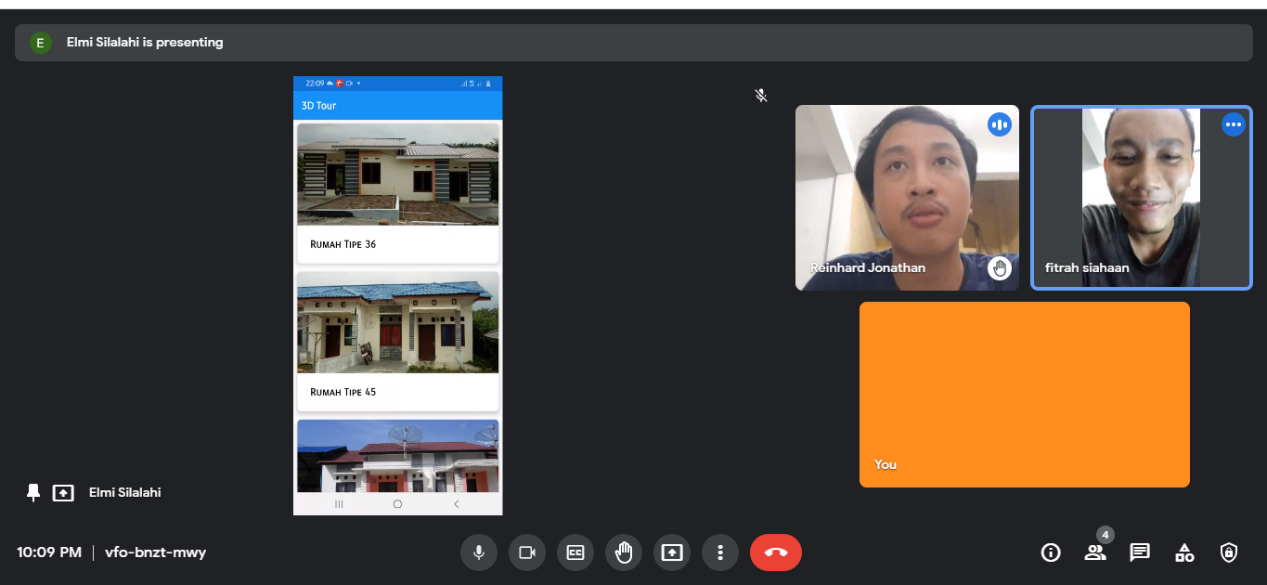 E Elmi Silalahi is presenting
22:09
3D Tour
RUMAH TIPE 36
RUMAH TIPE 45
Reinhard Jonathan
fitrah siahaan
You
Elmi Silalahi
10:09 PM | vfo-bnzt-mwy
4